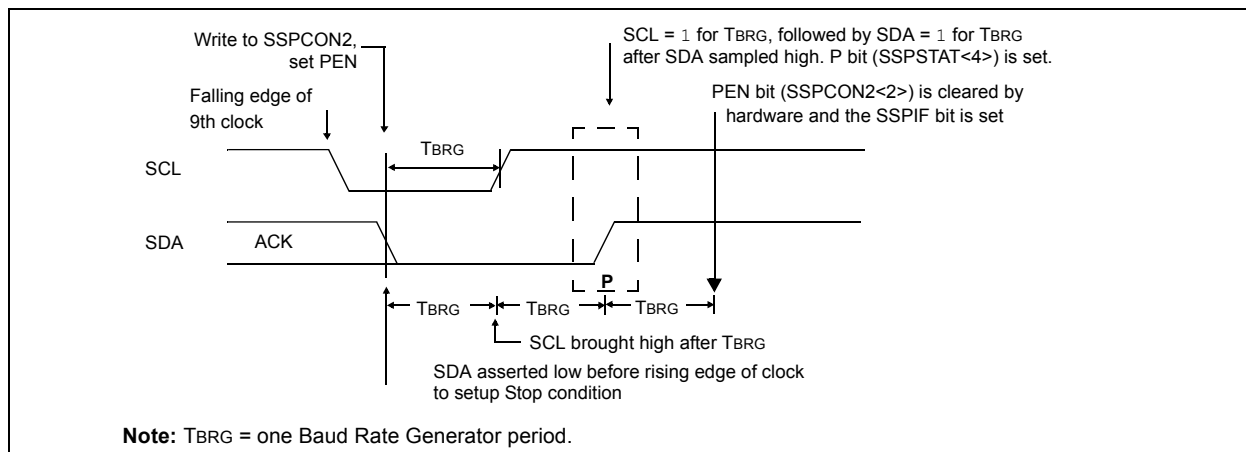 Write to SSPCON2,
set PEN
SCL = 1 for TBRG, followed by SDA = 1 for TBRG
after SDA sampled high. P bit (SSPSTAT<4>) is set.
Falling edge of
9th clock
PEN bit (SSPCON2<2>) is cleared by
hardware and the SSPIF bit is set
TBRG
SCL
SDA
ACK
P
TBRG
TBRG
TBRG
SCL brought high after TBRG
SDA asserted low before rising edge of clock
to setup Stop condition
Note: TBRG = one Baud Rate Generator period.